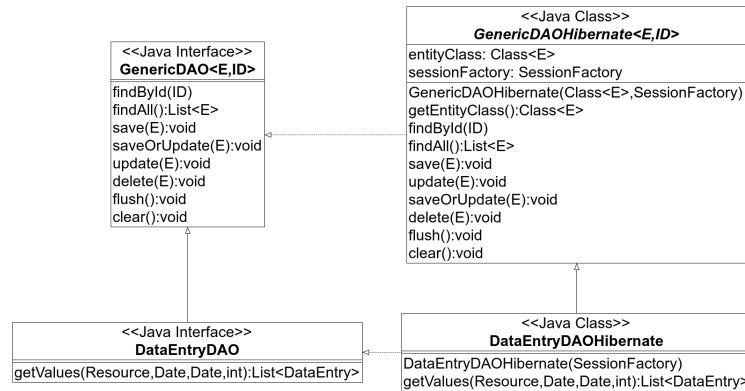 <<Java Interface>>
GenericDAO<E,ID>
findById(ID)
findAll():List<E>
save(E):void
saveOrUpdate(E):void
update(E):void
delete(E):void
flush():void
clear():void
<<Java Class>>
GenericDAOHibernate<E,ID>
entityClass: Class<E>
sessionFactory: SessionFactory
GenericDAOHibernate(Class<E>,SessionFactory)
getEntityClass():Class<E>
findById(ID)
findAll():List<E>
save(E):void
update(E):void
saveOrUpdate(E):void
delete(E):void
flush():void
clear():void
<<Java Interface>>
DataEntryDAO
getValues(Resource,Date,Date,int):List<DataEntry>
<<Java Class>>
DataEntryDAOHibernate
DataEntryDAOHibernate(SessionFactory)
getValues(Resource,Date,Date,int):List<DataEntry>